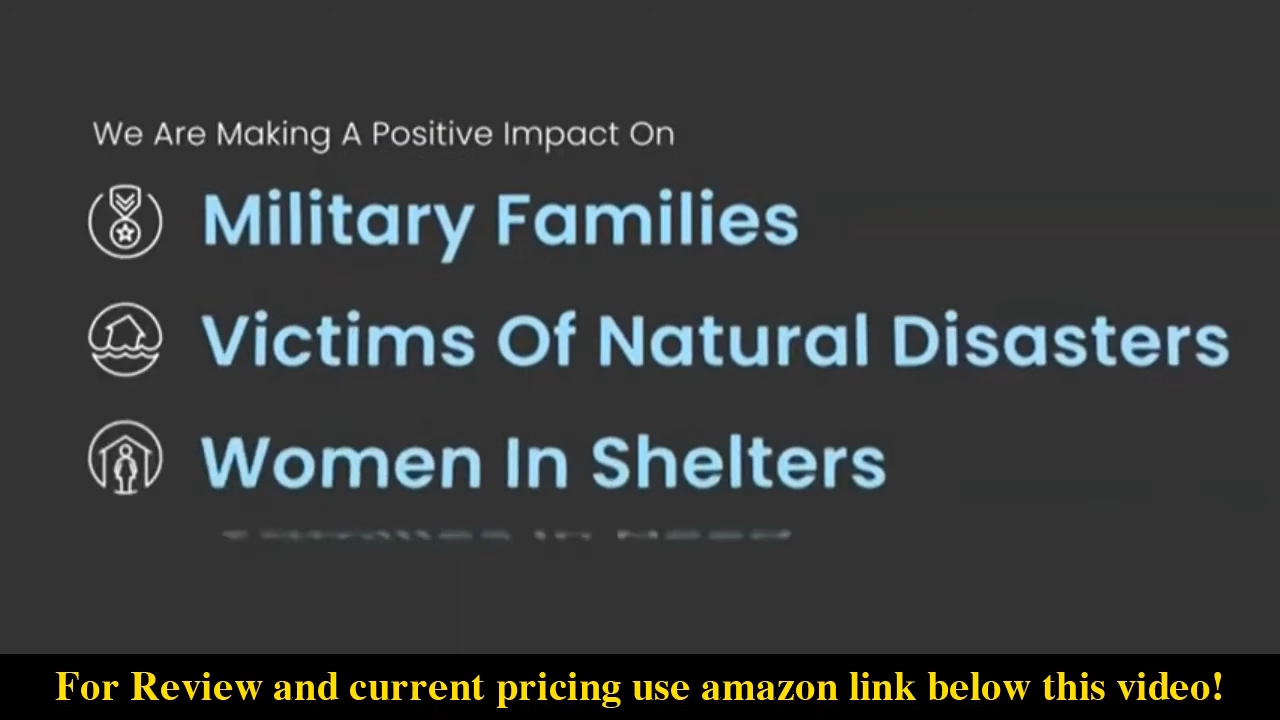 We Are Making A Positive Impact On
Military Families
Victims Of Natural Disasters
Women In Shelters
For Review and current pricing use amazon link below this video!